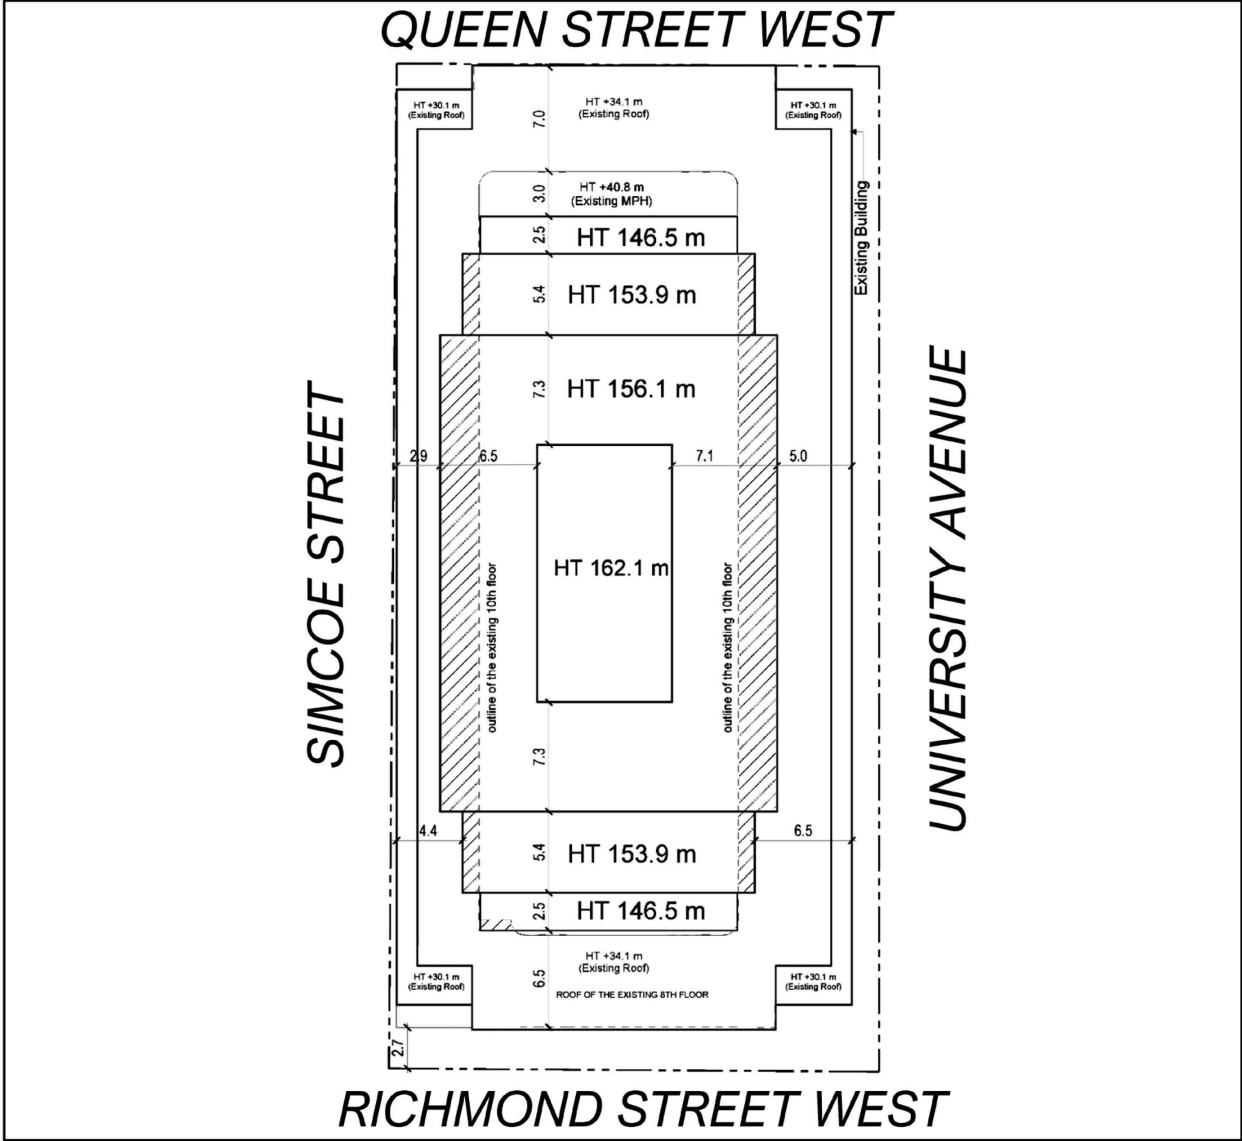 QUEEN STREET WEST
HT +30.1 m
(Existing Roof)
HT +34.1 m
(Existing Roof)
HT +30.1 m
(Existing Roof)
7.0
Existing Building
HT +40.8 m
(Existing MPH)
3.0
HT 146.5 m
2.5
HT 153.9 m
5.4
HT 156.1 m
7.3
2.9
6.5
7.1
5.0
SIMCOE STREET
UNIVERSITY AVENUE
HT 162.1 m
outline of the existing 10th floor
outline of the existing 10th floor
7.3
4.4
6.5
HT 153.9 m
5.4
HT 146.5 m
2.5
HT +34.1 m
(Existing Roof)
6.5
HT +30.1 m
(Existing Roof)
HT +30.1 m
(Existing Roof)
ROOF OF THE EXISTING 8TH FLOOR
2.7
RICHMOND STREET WEST